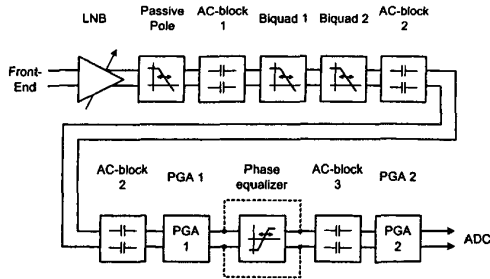 LNB Passive Pole AC-block 1 Biquad 1 Biquad 2 AC-block 2
Front-End
AC-block 2 PGA 1 Phase equalizer AC-block 3 PGA 2
PGA 1 PGA 2 ADC